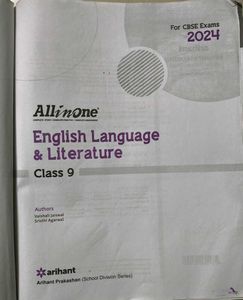 For CBSE Exams
2024
All in one
English Language
& Literature
Class 9
Authors
Vaishali Jaiswal
Srishti Agarwal
arihant
Arihant Prakashan (School Division Series)